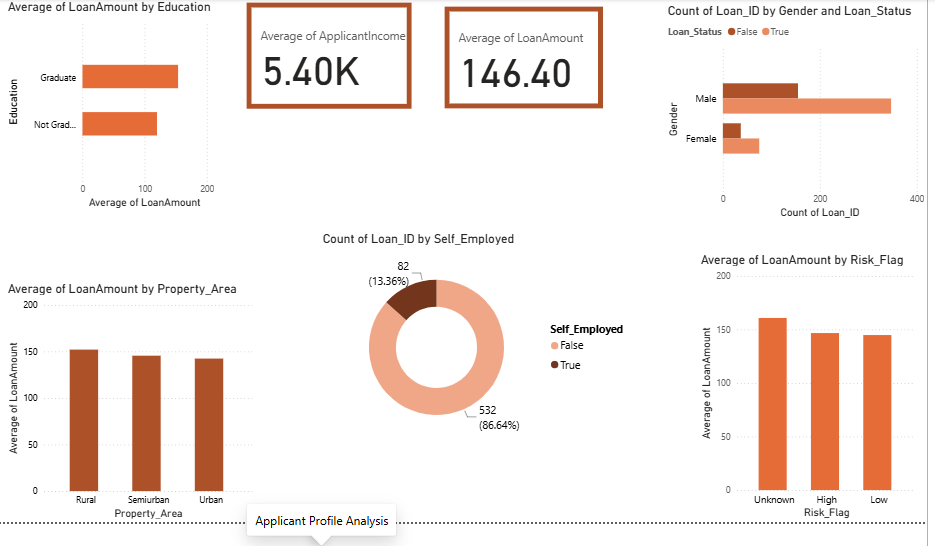 Average of LoanAmount by Education
Education
Graduate
Not Grad...
0 100 200
Average of LoanAmount
Average of ApplicantIncome
5.40K
Average of LoanAmount
146.40
Count of Loan_ID by Gender and Loan_Status
Loan_Status False True
Gender
Male
Female
0 200 400
Count of Loan_ID
Average of LoanAmount by Property_Area
Average of LoanAmount
200
150
100
50
0
Rural Semiurban Urban
Property_Area
Count of Loan_ID by Self_Employed
82
(13.36%)
532
(86.64%)
Self_Employed
False
True
Average of LoanAmount by Risk_Flag
Average of LoanAmount
200
150
100
50
0
Unknown High Low
Risk_Flag
Applicant Profile Analysis